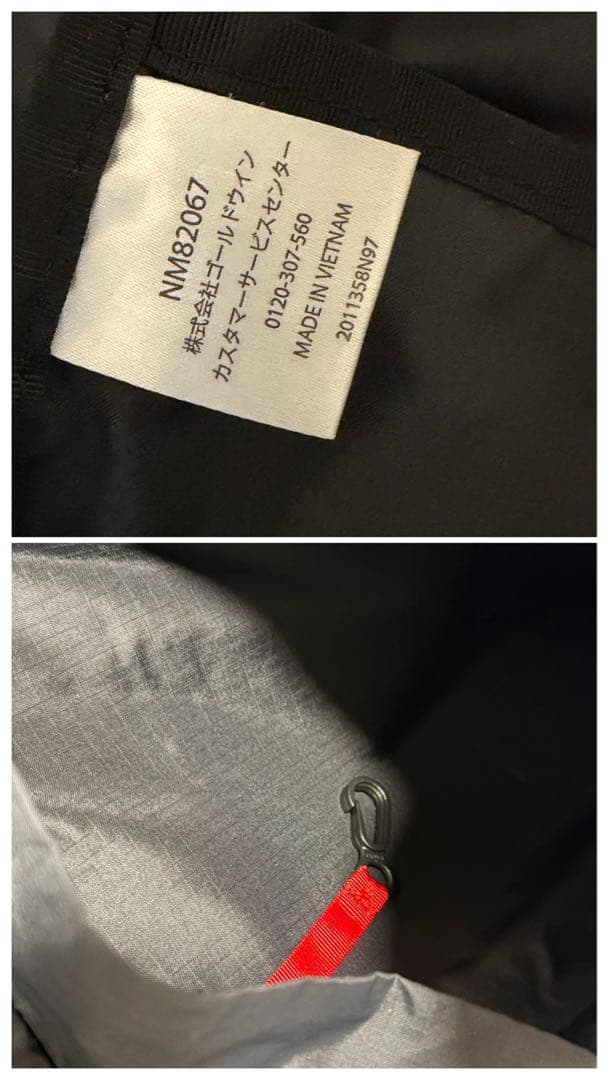 NM82067
株式会社ゴールドウイン
カスタマーサービスセンター
0120-307-560
MADE IN VIETNAM
2011358N97